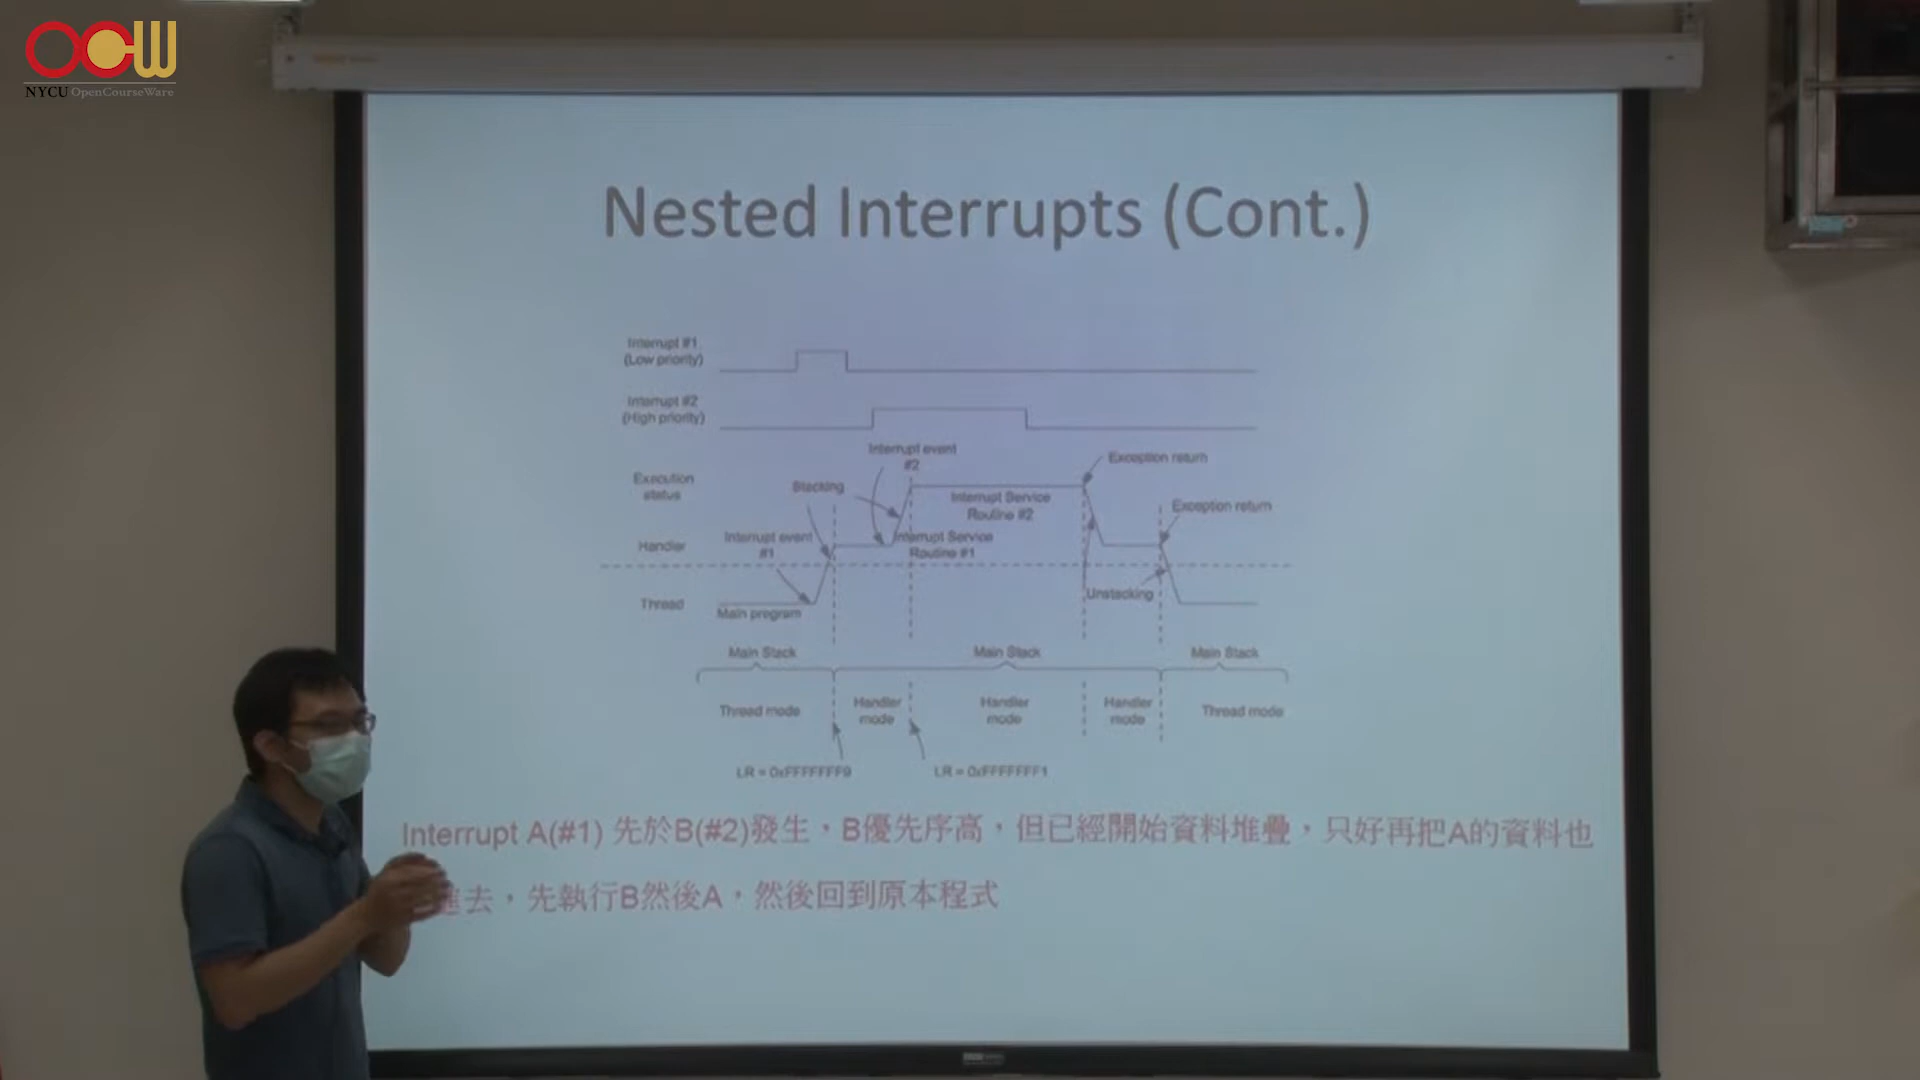 OCW
NYCU OpenCourseWare
Nested Interrupts (Cont.)
Interrupt #1
(Low priority)
Interrupt #2
(High priority)
Interrupt event
#2
Exception return
Execution
status
Stacking
Interrupt Service
Routine #2
Exception return
Interrupt event
#1
Handler
Interrupt Service
Routine #1
Unstacking
Thread
Main program
Main Stack
Main Stack
Main Stack
Thread mode
Handler
mode
Handler
mode
Handler
mode
Thread mode
LR = 0xFFFFFFF9
LR = 0xFFFFFFF1
Interrupt A(#1) 先於B(#2)發生，B優先序高，但已經開始資料堆疊，只好再把A的資料也
進去，先執行B然後A，然後回到原本程式